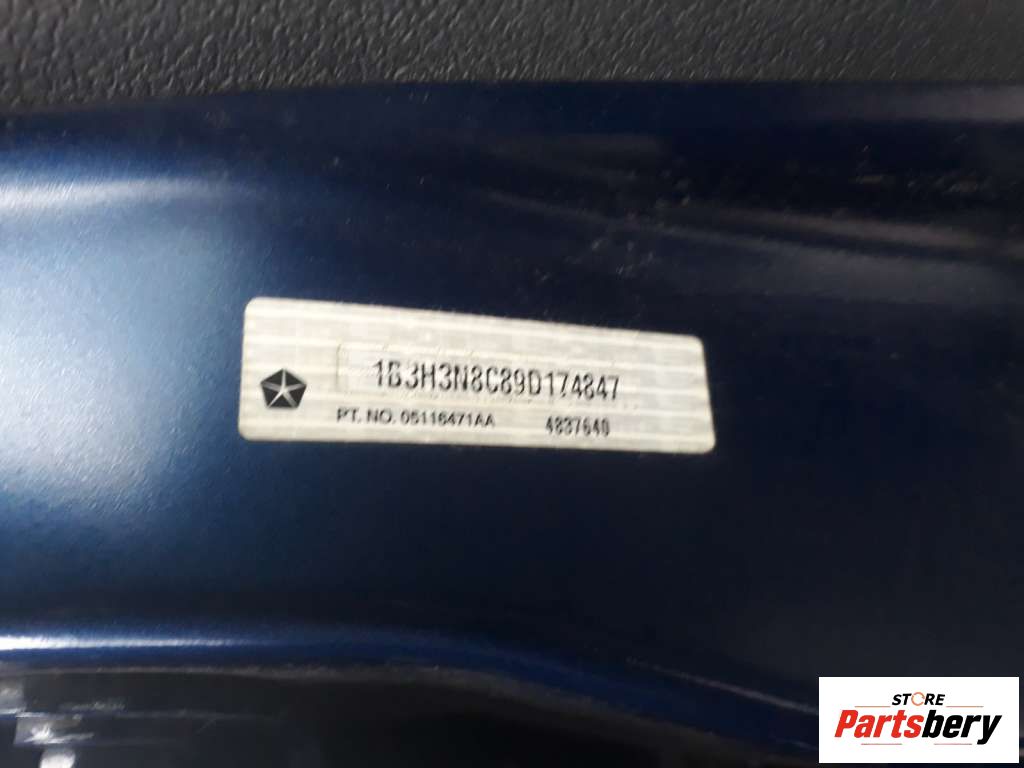 1B3H3N8C89D174847
PT. NO. 05116471AA 4837640
STORE
Partsbery